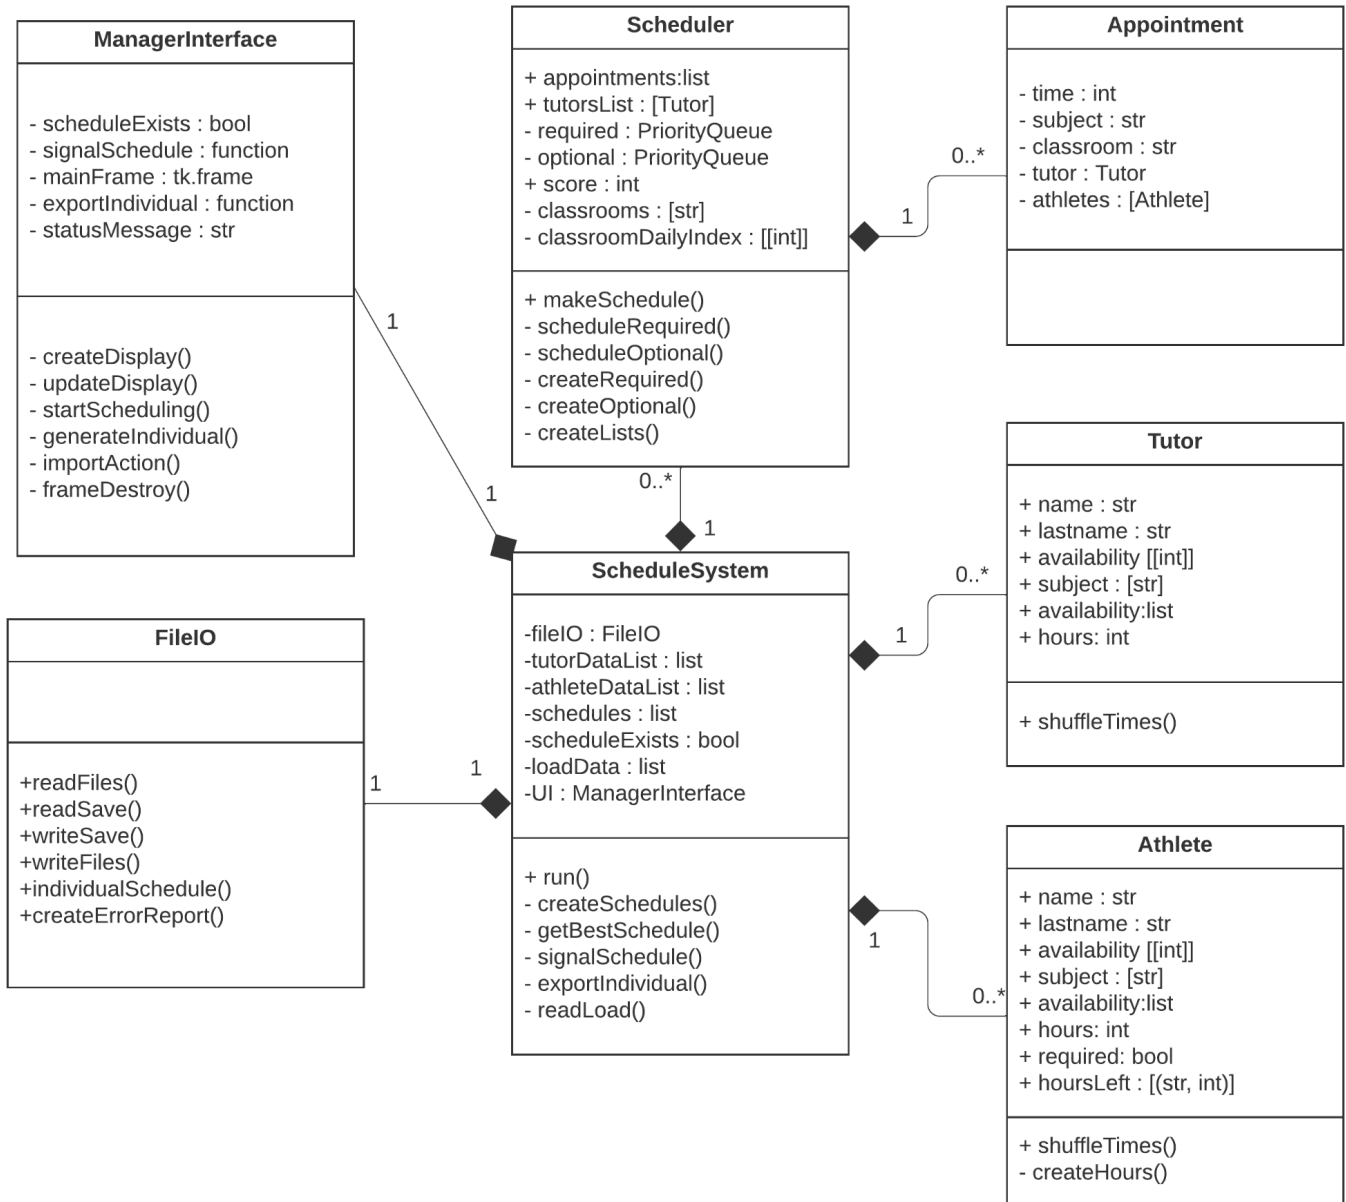 ManagerInterface
- scheduleExists : bool
- signalSchedule : function
- mainFrame : tk.frame
- exportIndividual : function
- statusMessage : str
- createDisplay()
- updateDisplay()
- startScheduling()
- generateIndividual()
- importAction()
- frameDestroy()
1
1
Scheduler
+ appointments:list
+ tutorsList : [Tutor]
- required : PriorityQueue
- optional : PriorityQueue
+ score : int
- classrooms : [str]
- classroomDailyIndex : [[int]]
+ makeSchedule()
- scheduleRequired()
- scheduleOptional()
- createRequired()
- createOptional()
- createLists()
0..*
1
0..*
1
Appointment
- time : int
- subject : str
- classroom : str
- tutor : Tutor
- athletes : [Athlete]
FileIO
+readFiles()
+readSave()
+writeSave()
+writeFiles()
+individualSchedule()
+createErrorReport()
1
1
ScheduleSystem
-fileIO : FileIO
-tutorDataList : list
-athleteDataList : list
-schedules : list
-scheduleExists : bool
-loadData : list
-UI : ManagerInterface
+ run()
- createSchedules()
- getBestSchedule()
- signalSchedule()
- exportIndividual()
- readLoad()
0..*
1
Tutor
+ name : str
+ lastname : str
+ availability [[int]]
+ subject : [str]
+ availability:list
+ hours: int
+ shuffleTimes()
1
0..*
Athlete
+ name : str
+ lastname : str
+ availability [[int]]
+ subject : [str]
+ availability:list
+ hours: int
+ required: bool
+ hoursLeft : [(str, int)]
+ shuffleTimes()
- createHours()